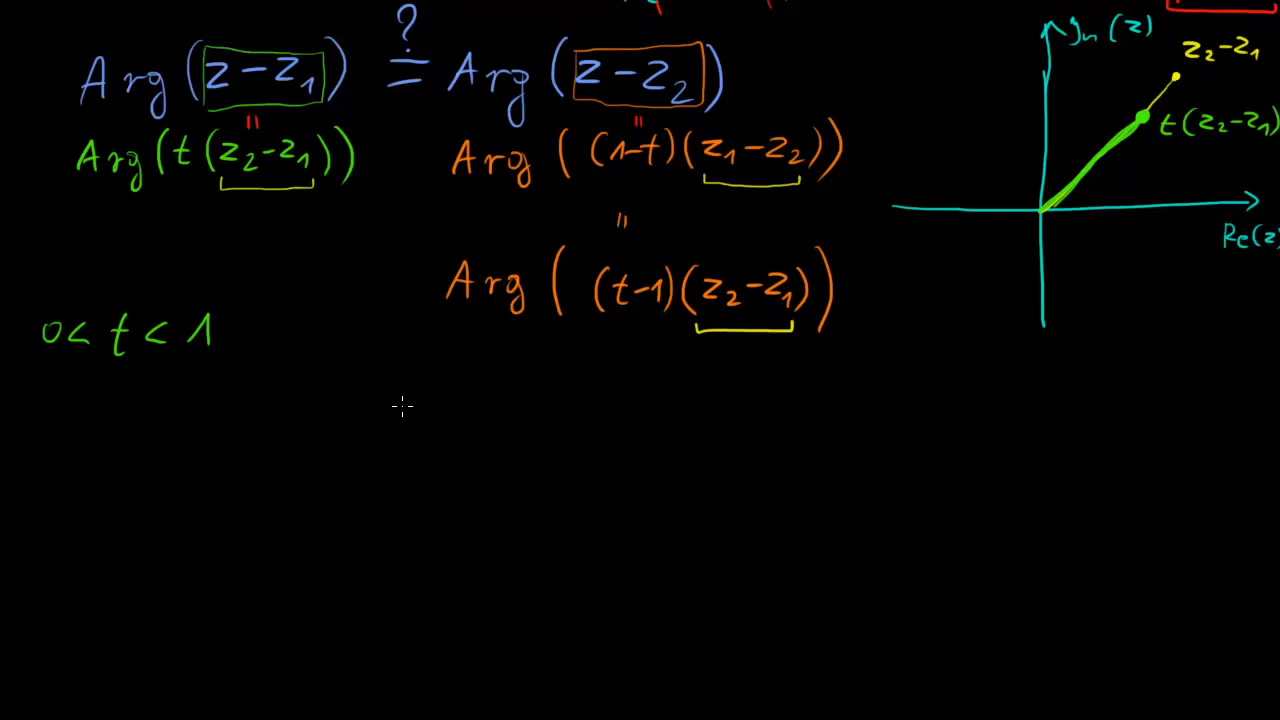 ?
Arg(z-z₁) = Arg(z-z₂)
" "
Arg(t(z₂-z₁)) Arg((1-t)(z₁-z₂))
"
Arg((t-1)(z₂-z₁))
0< t < 1
Im(z)
z₂-z₁
t(z₂-z₁)
Re(z)